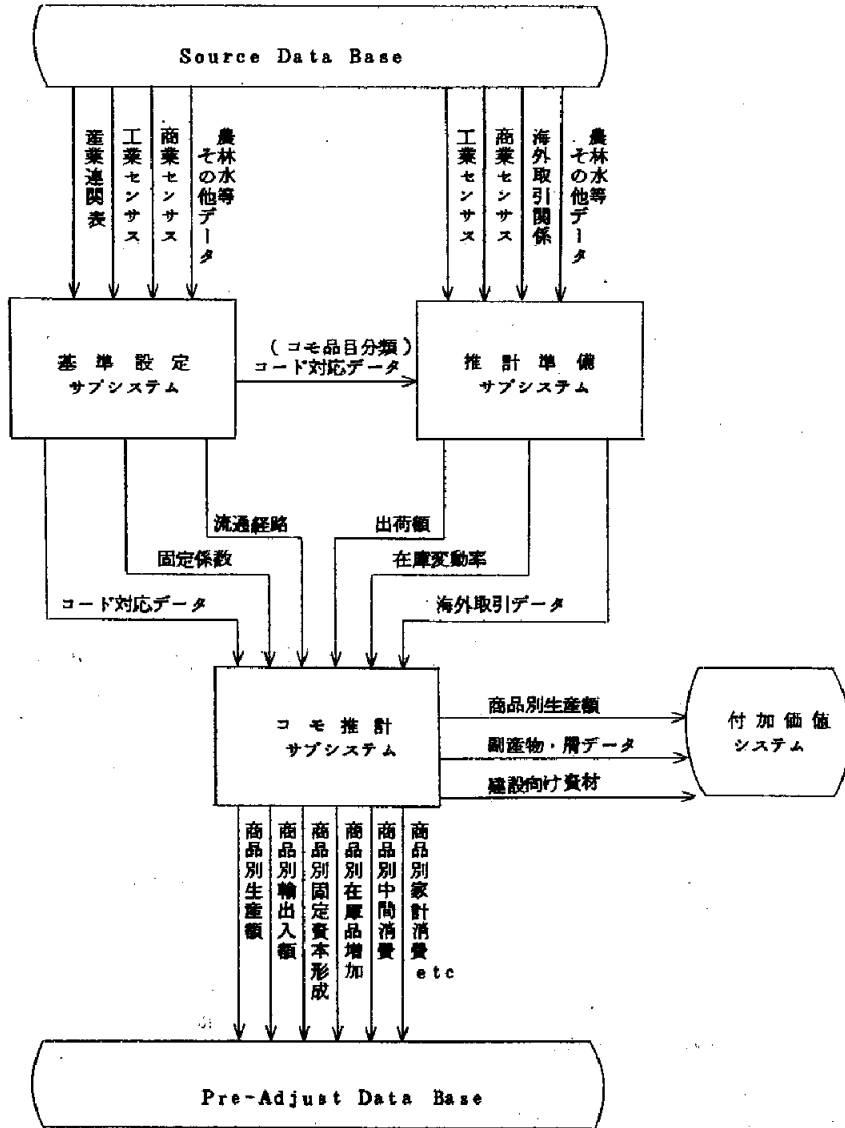 Source Data Base
産業連関表
工業センサス
商業センサス
農林水等
その他データ
工業センサス
商業センサス
海外取引関係
農林水等
その他データ
基準設定
サブシステム
(コモ品目分類)
コード対応データ
推計準備
サブシステム
流通経路
出荷額
固定係数
在庫変動率
コード対応データ
海外取引データ
コモ推計
サブシステム
商品別生産額
副産物・屑データ
建設向け資材
付加価値
システム
商品別生産額
商品別輸出入額
商品別固定資本形成
商品別在庫品増加
商品別中間消費
商品別家計消費
etc
Pre-Adjust Data Base